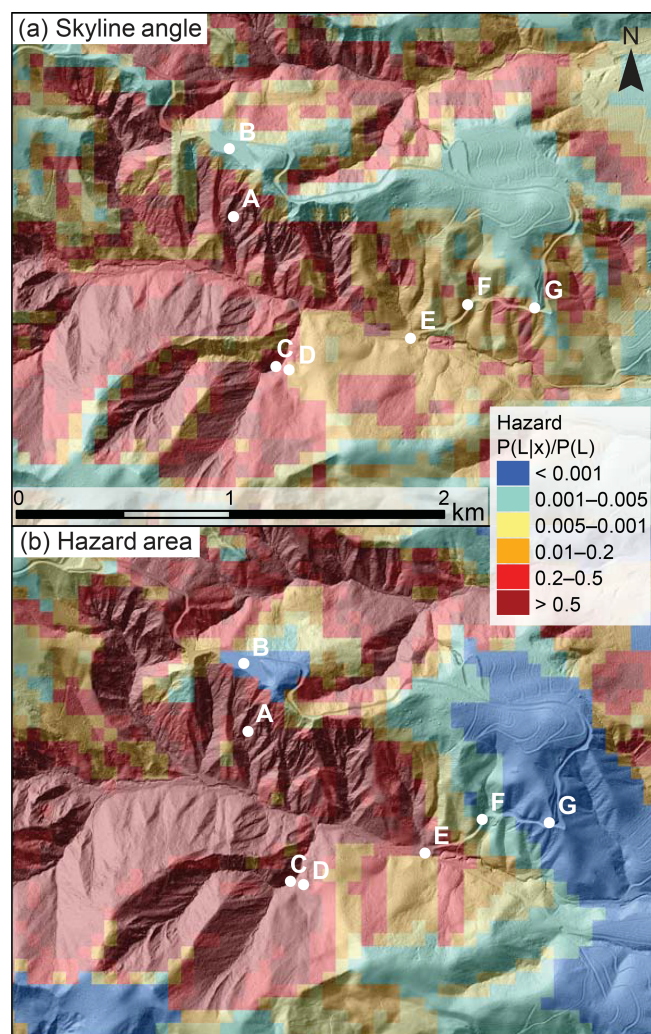 (a) Skyline angle
N
B
A
F
G
E
C
D
Hazard
P(L|x)/P(L)
< 0.001
0.001–0.005
0.005–0.001
0.01–0.2
0.2–0.5
> 0.5
0 1 2
km
(b) Hazard area
B
A
F
G
E
C
D